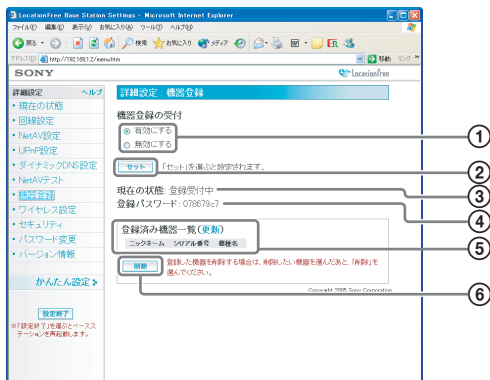 LocationFree Base Station Settings - Microsoft Internet Explorer
ファイル(F) 編集(E) 表示(V) お気に入り(A) ツール(T) ヘルプ(H)
戻る 検索 お気に入り メディア
アドレス(D) http://192.168.1.2/menu.htm 移動 リンク
SONY LocationFree
詳細設定 ヘルプ
・現在の状態
・回線設定
・NetAV設定
・UPnP設定
・ダイナミックDNS設定
・NetAVテスト
・機器登録
・ワイヤレス設定
・セキュリティ
・パスワード変更
・バージョン情報
かんたん設定
設定終了
※「設定終了」を選ぶとベースス
テーションを再起動します。
詳細設定:機器登録
機器登録の受付
有効にする
無効にする
①
セット 「セット」を選ぶと設定されます。
②
現在の状態: 登録受付中
③
登録パスワード: 078679c7
④
登録済み機器一覧(更新)
ニックネーム シリアル番号 機種名
⑤
削除 登録した機器を削除する場合は、削除したい機器を選んだあと、「削除」を
選んでください。
⑥
Copyright 2005 Sony Corporation